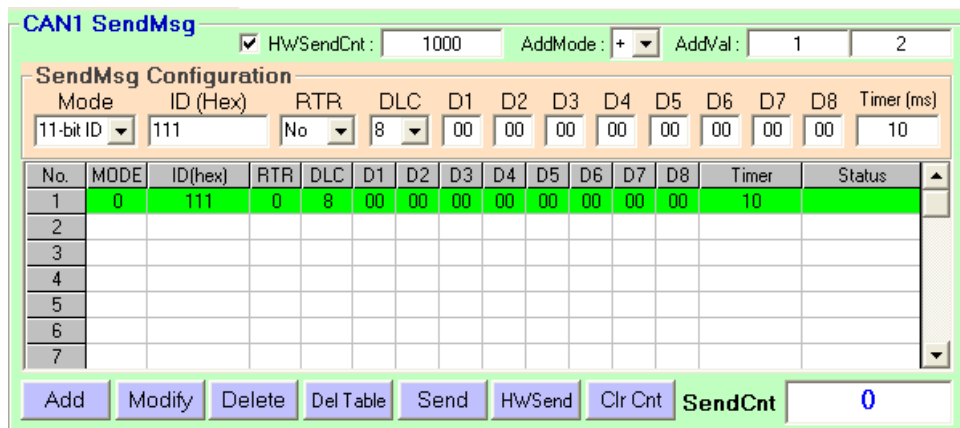 CAN1 SendMsg
HWSendCnt : 1000 AddMode : + AddVal : 1 2
SendMsg Configuration
Mode ID (Hex) RTR DLC D1 D2 D3 D4 D5 D6 D7 D8 Timer (ms)
11-bit ID 111 No 8 00 00 00 00 00 00 00 00 10
No. MODE ID(hex) RTR DLC D1 D2 D3 D4 D5 D6 D7 D8 Timer Status
1 0 111 0 8 00 00 00 00 00 00 00 00 10
2
3
4
5
6
7
Add Modify Delete Del Table Send HWSend Clr Cnt SendCnt 0